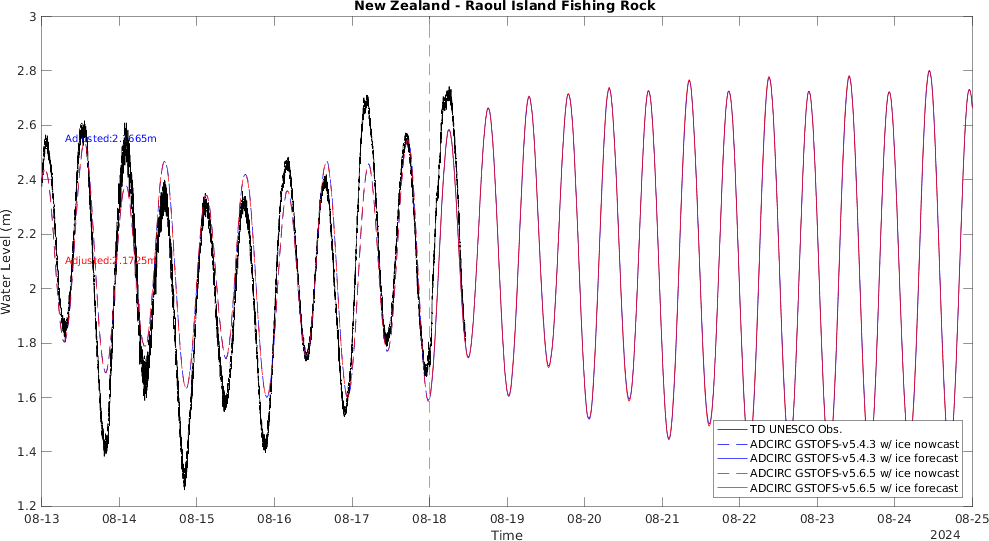 New Zealand - Raoul Island Fishing Rock
3
2.8
2.6
2.4
2.2
2
1.8
1.6
1.4
1.2
Water Level (m)
Adjusted:2.1665m
Adjusted:2.1725m
TD UNESCO Obs.
ADCIRC GSTOFS-v5.4.3 w/ ice nowcast
ADCIRC GSTOFS-v5.4.3 w/ ice forecast
ADCIRC GSTOFS-v5.6.5 w/ ice nowcast
ADCIRC GSTOFS-v5.6.5 w/ ice forecast
08-13 08-14 08-15 08-16 08-17 08-18 08-19 08-20 08-21 08-22 08-23 08-24 08-25
Time
2024